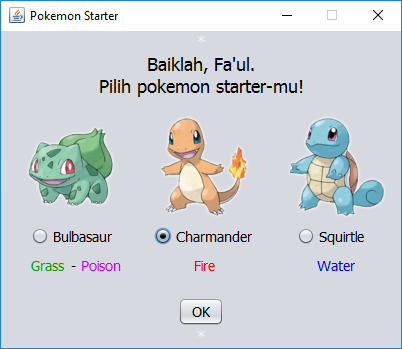 Pokemon Starter
*
Baiklah, Fa'ul.
Pilih pokemon starter-mu!
Bulbasaur Charmander Squirtle
Grass - Poison Fire Water
OK
*